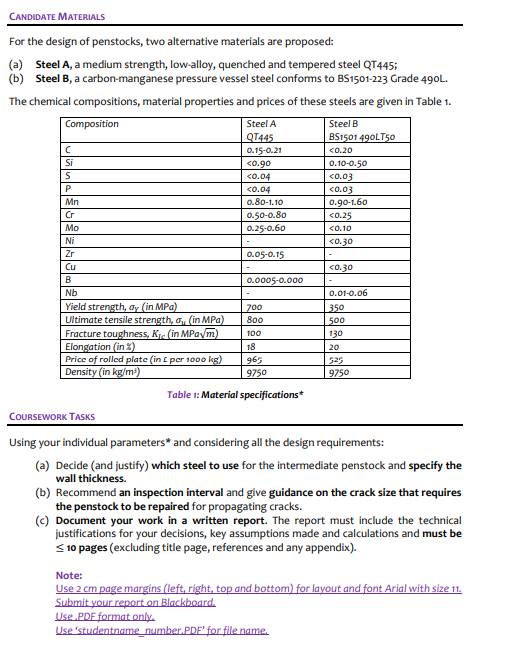 CANDIDATE MATERIALS
For the design of penstocks, two alternative materials are proposed:
(a) Steel A, a medium strength, low-alloy, quenched and tempered steel QT445;
(b) Steel B, a carbon-manganese pressure vessel steel conforms to BS1501-223 Grade 490L.
The chemical compositions, material properties and prices of these steels are given in Table 1.
Composition Steel A Steel B
QT445 BS1501 490LT50
C 0.15-0.21 <0.20
Si <0.90 0.10-0.50
S <0.04 <0.03
P <0.04 <0.03
Mn 0.80-1.10 0.90-1.60
Cr 0.50-0.80 <0.25
Mo 0.25-0.60 <0.10
Ni - <0.30
Zr 0.05-0.15 -
Cu - <0.30
B 0.0005-0.000 -
Nb - 0.01-0.06
Yield strength, σy (in MPa) 700 350
Ultimate tensile strength, σu (in MPa) 800 500
Fracture toughness, KIc (in MPa√m) 100 130
Elongation (in %) 18 20
Price of rolled plate (in £ per 1000 kg) 965 525
Density (in kg/m³) 9750 9750
Table 1: Material specifications*
COURSEWORK TASKS
Using your individual parameters* and considering all the design requirements:
(a) Decide (and justify) which steel to use for the intermediate penstock and specify the
wall thickness.
(b) Recommend an inspection interval and give guidance on the crack size that requires
the penstock to be repaired for propagating cracks.
(c) Document your work in a written report. The report must include the technical
justifications for your decisions, key assumptions made and calculations and must be
≤ 10 pages (excluding title page, references and any appendix).
Note:
Use 2 cm page margins (left, right, top and bottom) for layout and font Arial with size 11.
Submit your report on Blackboard.
Use .PDF format only.
Use 'studentname_number.PDF' for file name.